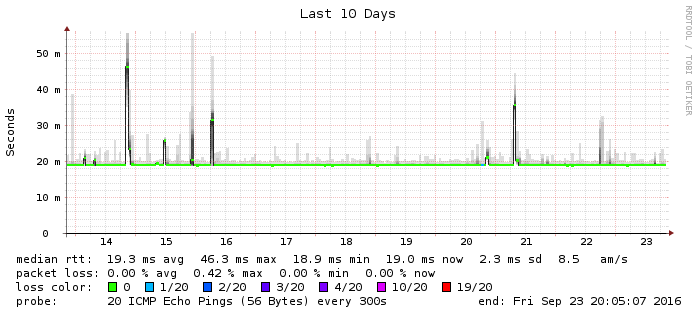 Last 10 Days
RRDTOOL / TOBI OETIKER
Seconds
50 m
40 m
30 m
20 m
10 m
0
14 15 16 17 18 19 20 21 22 23
median rtt: 19.3 ms avg 46.3 ms max 18.9 ms min 19.0 ms now 2.3 ms sd 8.5 am/s
packet loss: 0.00 % avg 0.42 % max 0.00 % min 0.00 % now
loss color: 0 1/20 2/20 3/20 4/20 10/20 19/20
probe: 20 ICMP Echo Pings (56 Bytes) every 300s end: Fri Sep 23 20:05:07 2016